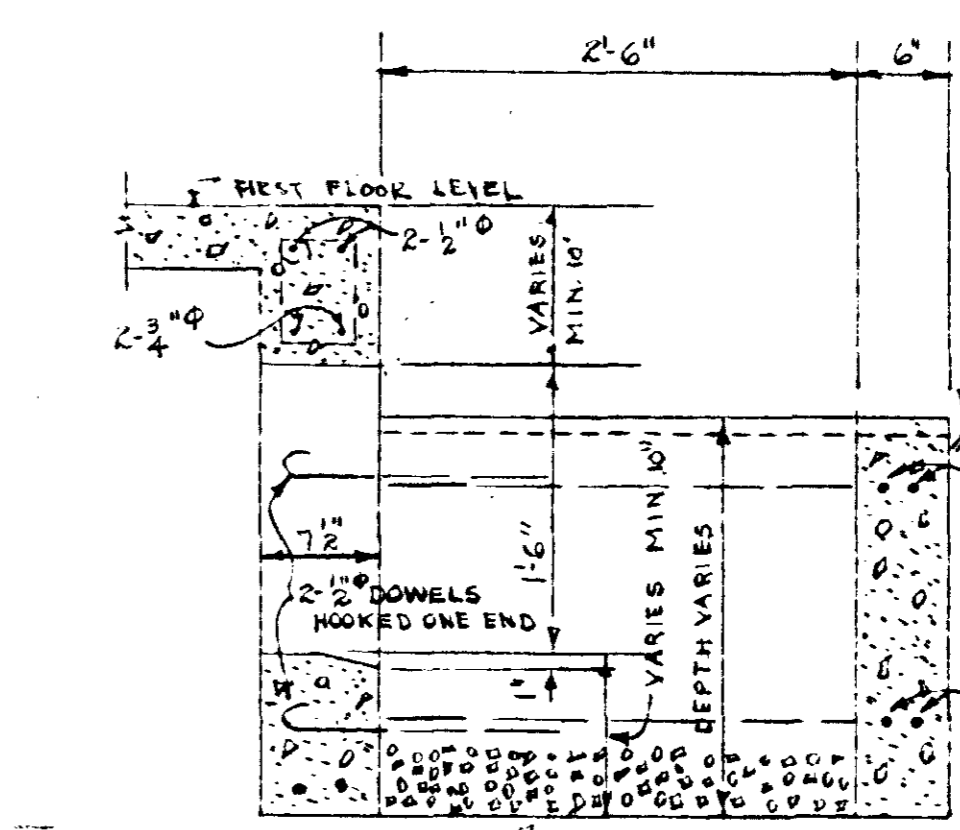 2'-6"
6"
FIRST FLOOR LEVEL
2-1/2"Φ
VARIES
MIN. 10'
2-3/4"Φ
7 1/2"
1'-6"
VARIES MIN 10"
DEPTH VARIES
2-1/2"Φ DOWELS
HOOKED ONE END
1"